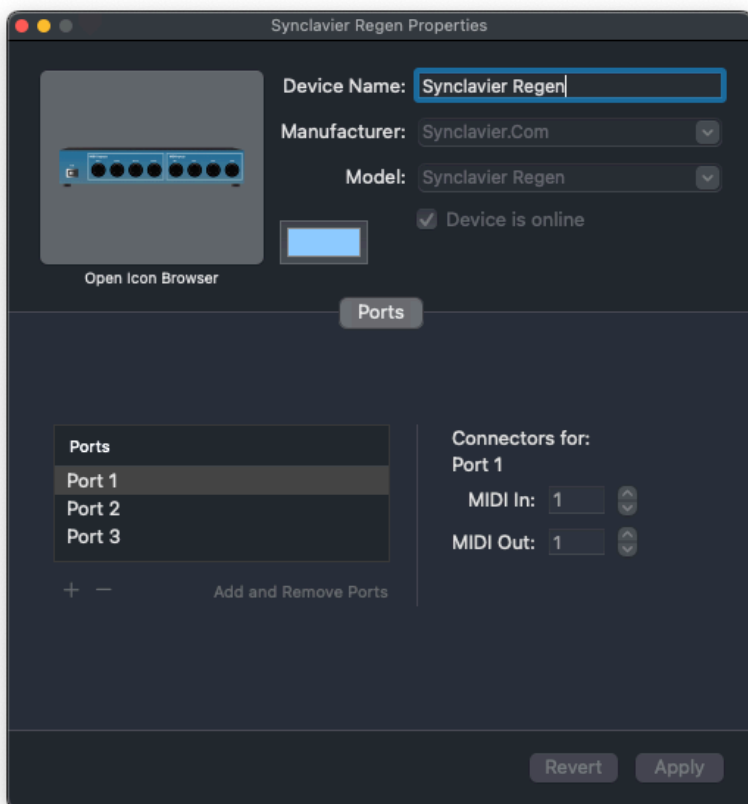 Synclavier Regen Properties
Device Name: Synclavier Regen
Manufacturer: Synclavier.Com
Model: Synclavier Regen
Device is online
Open Icon Browser
Ports
Ports
Port 1
Port 2
Port 3
+ − Add and Remove Ports
Connectors for:
Port 1
MIDI In: 1
MIDI Out: 1
Revert Apply